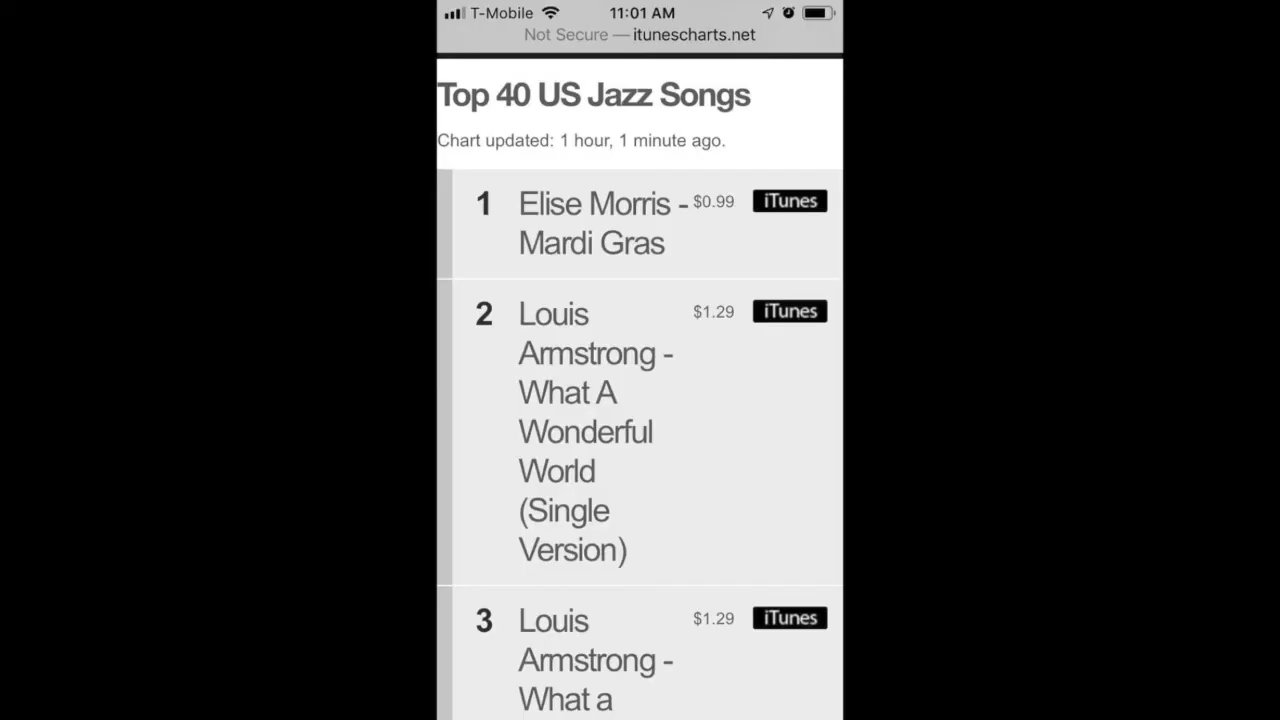 T-Mobile 11:01 AM
Not Secure — itunescharts.net
Top 40 US Jazz Songs
Chart updated: 1 hour, 1 minute ago.
1 Elise Morris - $0.99 iTunes
Mardi Gras
2 Louis $1.29 iTunes
Armstrong -
What A
Wonderful
World
(Single
Version)
3 Louis $1.29 iTunes
Armstrong -
What a